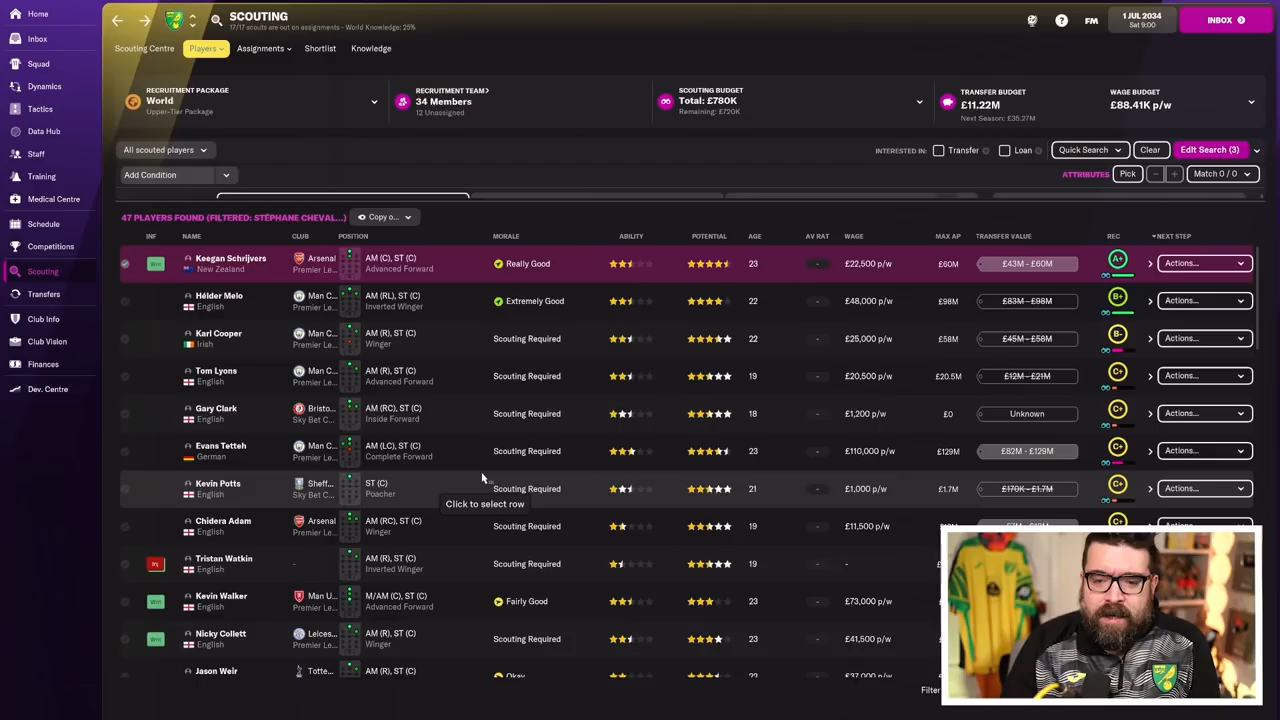 Home
Inbox
Squad
Dynamics
Tactics
Data Hub
Staff
Training
Medical Centre
Schedule
Competitions
Scouting
Transfers
Club Info
Club Vision
Finances
Dev. Centre
SCOUTING
17/17 scouts are out on assignments - World Knowledge: 25%
FM
1 JUL 2034
Sat 9:00
INBOX
Scouting Centre Players Assignments Shortlist Knowledge
RECRUITMENT PACKAGE
World
Upper-Tier Package
RECRUITMENT TEAM
34 Members
12 Unassigned
SCOUTING BUDGET
Total: £780K
Remaining: £720K
TRANSFER BUDGET
£11.22M
Next Season: £35.27M
WAGE BUDGET
£88.41K p/w
All scouted players
INTERESTED IN: Transfer Loan Quick Search Clear Edit Search (3)
Add Condition
ATTRIBUTES Pick - + Match 0 / 0
47 PLAYERS FOUND (FILTERED: STÉPHANE CHEVAL...) Copy o...
INF NAME CLUB POSITION MORALE ABILITY POTENTIAL AGE AV RAT WAGE MAX AP TRANSFER VALUE REC NEXT STEP
Wnt Keegan Schrijvers Arsenal AM (C), ST (C) Really Good 23 - £22,500 p/w £60M £43M - £60M A+ Actions...
New Zealand Premier Le... Advanced Forward
Hélder Melo Man C... AM (RL), ST (C) Extremely Good 22 - £48,000 p/w £98M £83M - £98M B+ Actions...
English Premier Le... Inverted Winger
Karl Cooper Man C... AM (R), ST (C) Scouting Required 22 - £25,000 p/w £58M £45M - £58M B- Actions...
Irish Premier Le... Winger
Tom Lyons Man C... AM (R), ST (C) Scouting Required 19 - £20,500 p/w £20.5M £12M - £21M C+ Actions...
English Premier Le... Advanced Forward
Gary Clark Bristo... AM (RC), ST (C) Scouting Required 18 - £1,200 p/w £0 Unknown C+ Actions...
English Sky Bet C... Inside Forward
Evans Tetteh Man C... AM (LC), ST (C) Scouting Required 23 - £110,000 p/w £129M £82M - £129M C+ Actions...
German Premier Le... Complete Forward
Kevin Potts Sheff... ST (C) Scouting Required 21 - £1,000 p/w £1.7M £170K - £1.7M C+ Actions...
English Sky Bet C... Poacher
Click to select row
Chidera Adam Arsenal AM (RC), ST (C) Scouting Required 19 - £11,500 p/w C+
English Premier Le... Inverted Winger
Inj Tristan Watkin - AM (R), ST (C) Scouting Required 19 - -
English Inverted Winger
Wnt Kevin Walker Man U... M/AM (C), ST (C) Fairly Good 23 - £73,000 p/w
English Premier Le... Advanced Forward
Wnt Nicky Collett Leices... AM (R), ST (C) Scouting Required 23 - £41,500 p/w
English Premier Le... Winger
Jason Weir Totte... AM (R), ST (C) Okay 22 - £37,000 p/w
Filter